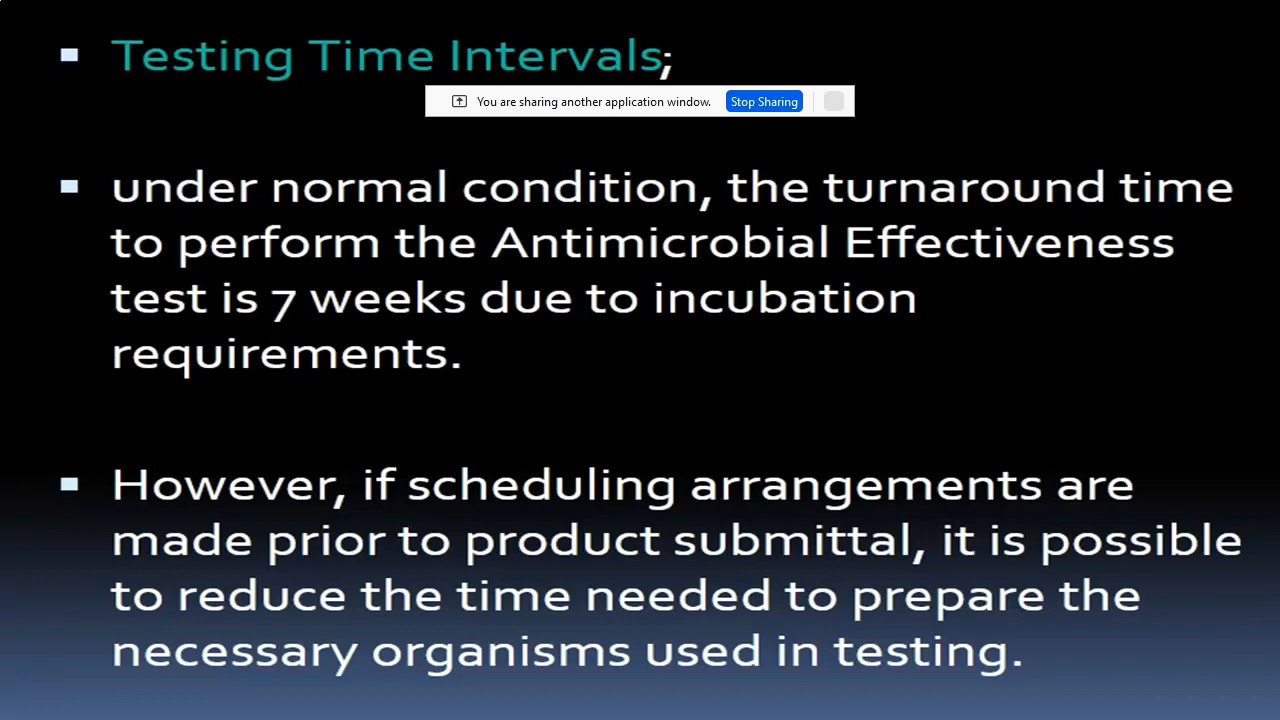 Testing Time Intervals;
You are sharing another application window. Stop Sharing
under normal condition, the turnaround time
to perform the Antimicrobial Effectiveness
test is 7 weeks due to incubation
requirements.
However, if scheduling arrangements are
made prior to product submittal, it is possible
to reduce the time needed to prepare the
necessary organisms used in testing.